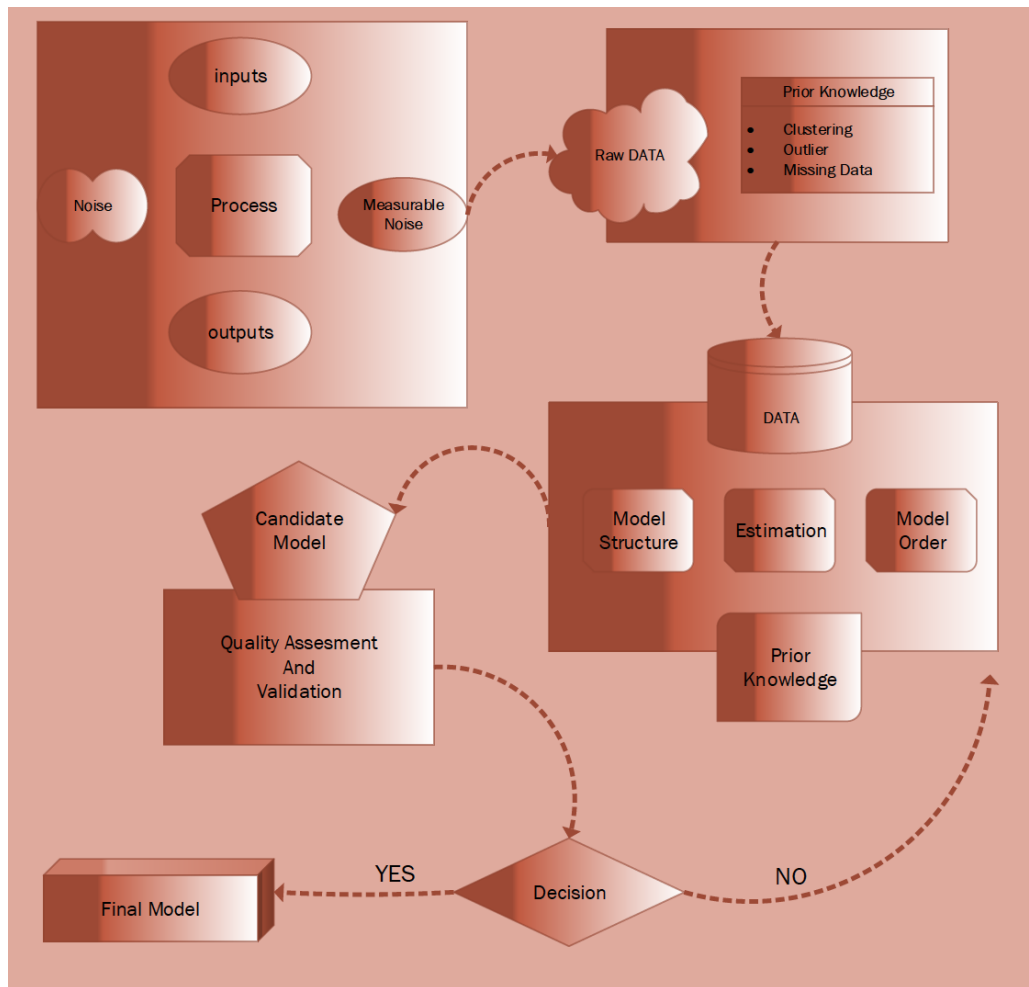 inputs
Noise
Process
Measurable
Noise
outputs
Raw DATA
Prior Knowledge
● Clustering
● Outlier
● Missing Data
DATA
Model
Structure
Estimation
Model
Order
Prior
Knowledge
Candidate
Model
Quality Assesment
And
Validation
Decision
YES
NO
Final Model